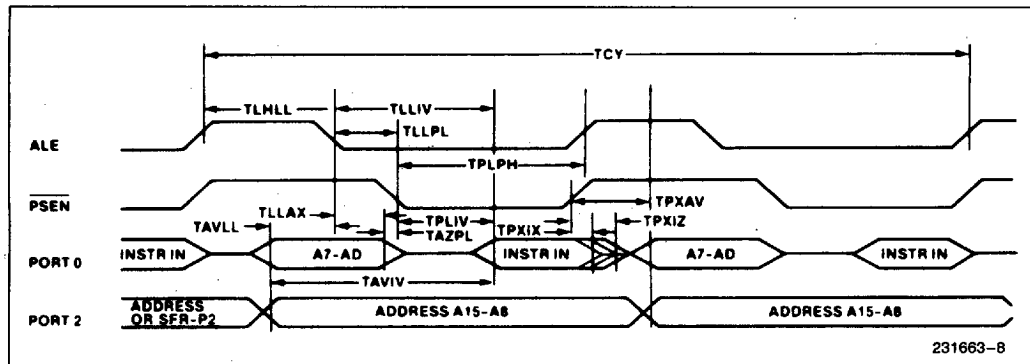 TCY
TLHLL TLLIV
TLLPL
ALE
TPLPH
PSEN
TLLAX TPLIV TPXAV
TAVLL TAZPL TPXIX TPXIZ
PORT 0 INSTR IN A7-AD INSTR IN A7-AD INSTR IN
TAVIV
PORT 2 ADDRESS OR SFR-P2 ADDRESS A15-A8 ADDRESS A15-A8
231663-8